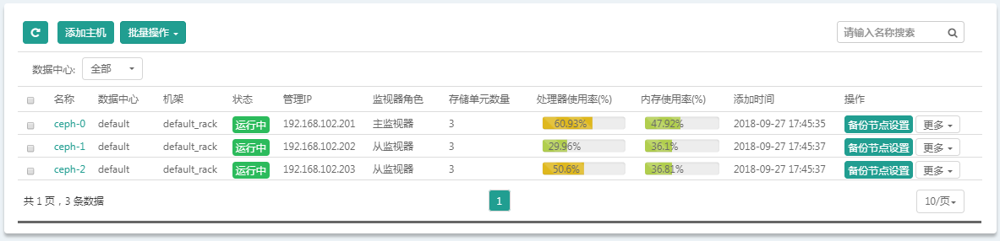 添加主机 批量操作 请输入名称搜索
数据中心: 全部
名称 数据中心 机架 状态 管理IP 监视器角色 存储单元数量 处理器使用率(%) 内存使用率(%) 添加时间 操作
ceph-0 default default_rack 运行中 192.168.102.201 主监视器 3 60.93% 47.92% 2018-09-27 17:45:35 备份节点设置 更多
ceph-1 default default_rack 运行中 192.168.102.202 从监视器 3 29.96% 36.1% 2018-09-27 17:45:37 备份节点设置 更多
ceph-2 default default_rack 运行中 192.168.102.203 从监视器 3 50.6% 36.81% 2018-09-27 17:45:37 备份节点设置 更多
共 1 页，3 条数据 1 10/页